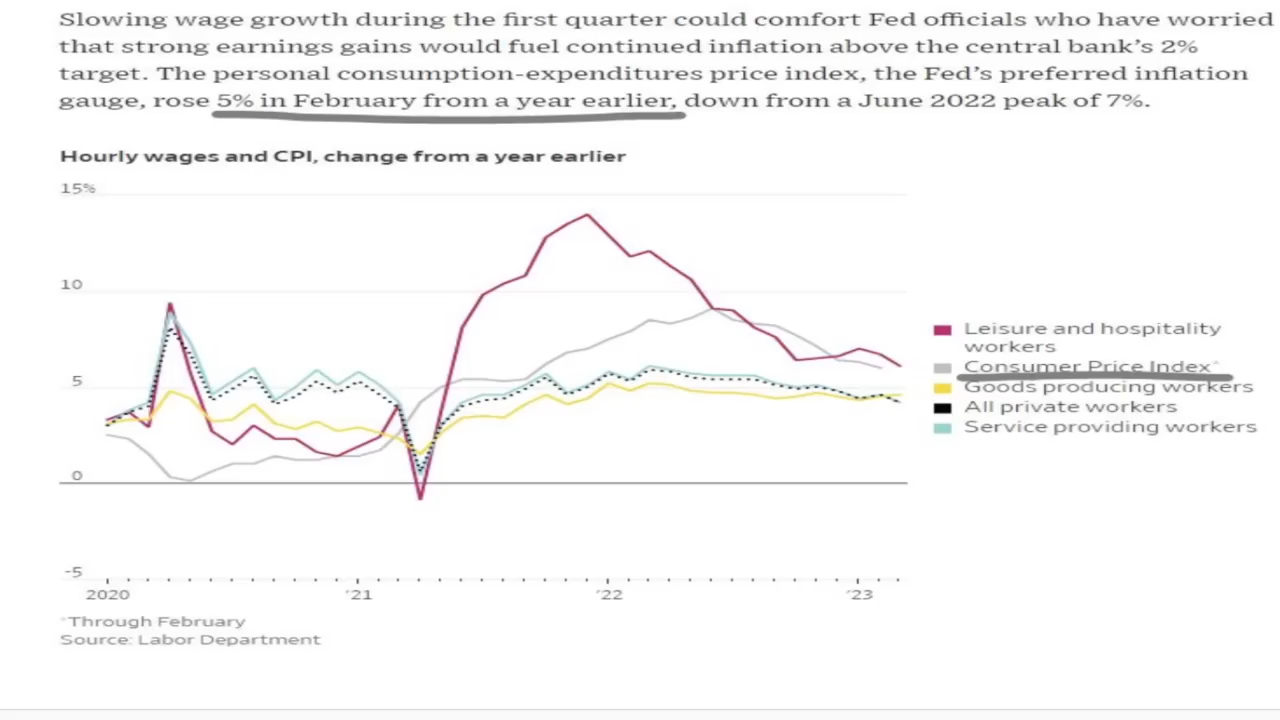 Slowing wage growth during the first quarter could comfort Fed officials who have worried
that strong earnings gains would fuel continued inflation above the central bank’s 2%
target. The personal consumption-expenditures price index, the Fed’s preferred inflation
gauge, rose 5% in February from a year earlier, down from a June 2022 peak of 7%.
Hourly wages and CPI, change from a year earlier
15%
10
5
0
-5
2020 ’21 ’22 ’23
Leisure and hospitality
workers
Consumer Price Index*
Goods producing workers
All private workers
Service providing workers
*Through February
Source: Labor Department